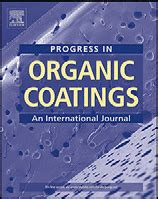 PROGRESS IN
ORGANIC COATINGS
An International Journal